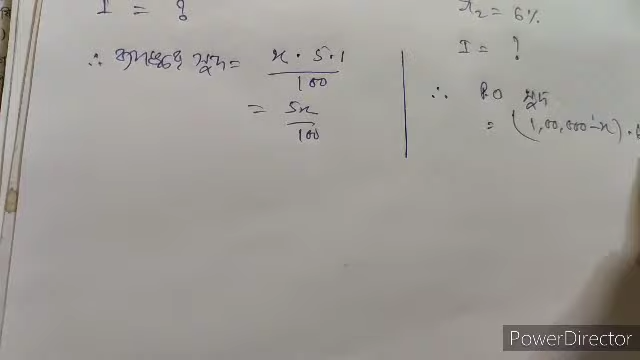 I = ?
∴ ব্যাঙ্কের সুদ = x · 5 · 1
100
= 5x
100
r₂ = 6%
I = ?
∴ P.O সুদ
= (1,00,000 - x) ·
PowerDirector